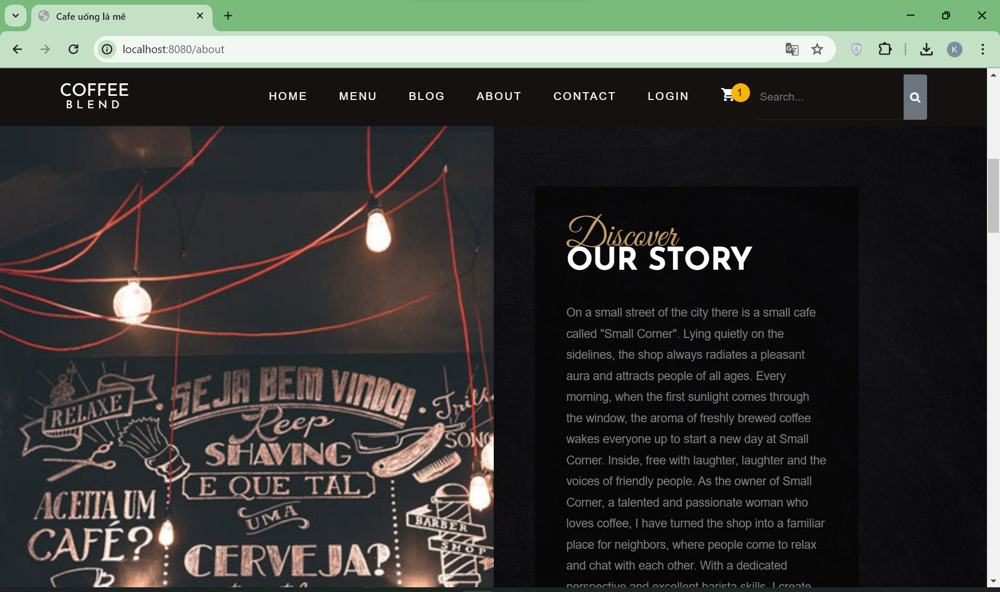 Cafe uống là mê
localhost:8080/about
K
COFFEE
BLEND
HOME
MENU
BLOG
ABOUT
CONTACT
LOGIN
1
Search...
Discover
OUR STORY
On a small street of the city there is a small cafe
called "Small Corner". Lying quietly on the
sidelines, the shop always radiates a pleasant
aura and attracts people of all ages. Every
morning, when the first sunlight comes through
the window, the aroma of freshly brewed coffee
wakes everyone up to start a new day at Small
Corner. Inside, free with laughter, laughter and the
voices of friendly people. As the owner of Small
Corner, a talented and passionate woman who
loves coffee, I have turned the shop into a familiar
place for neighbors, where people come to relax
and chat with each other. With a dedicated
perspective and excellent barista skills, I create
RELAXE
SEJA BEM VINDO!
Keep
SHAVING
E QUE TAL
UMA
CERVEJA?
ACEITA UM
CAFÉ?
BARBER
SHOP